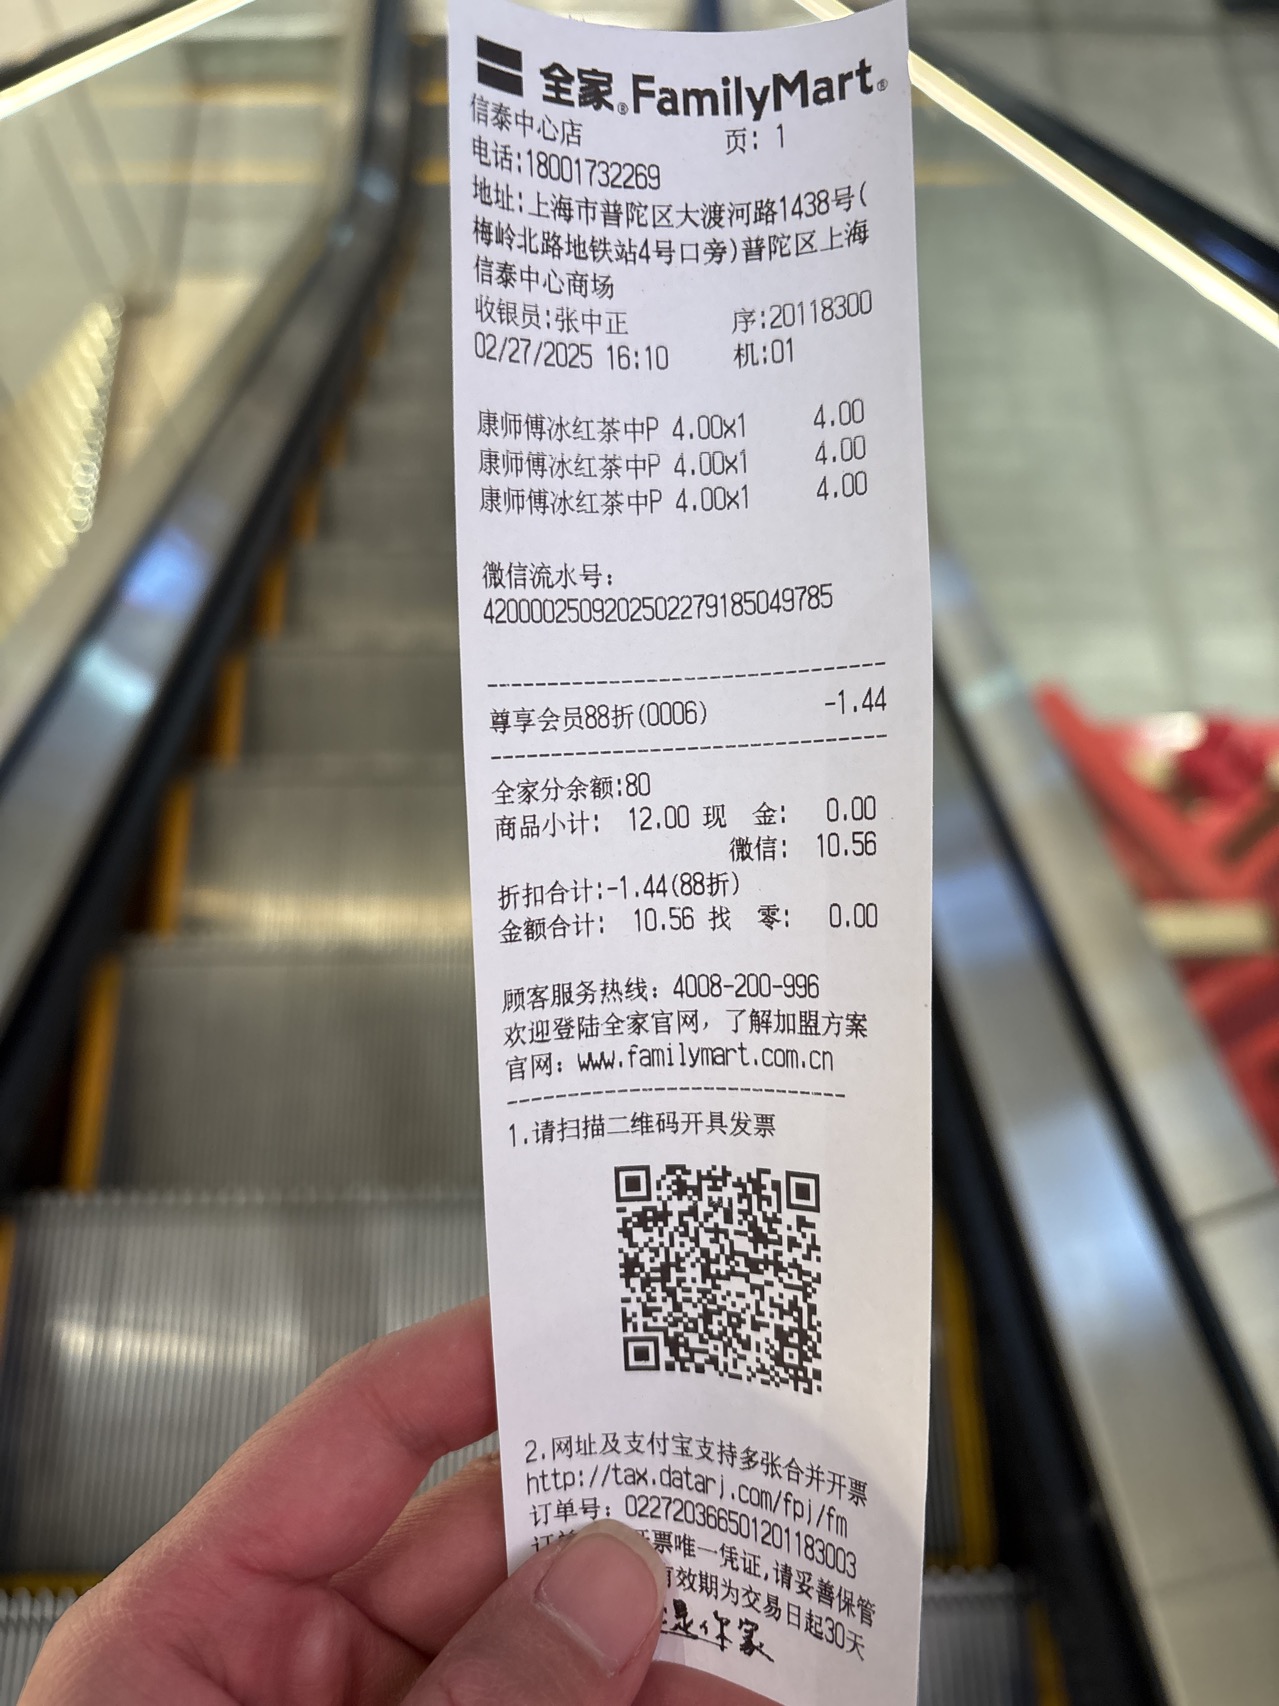 全家®FamilyMart®
信泰中心店 页: 1
电话:18001732269
地址:上海市普陀区大渡河路1438号(
梅岭北路地铁站4号口旁)普陀区上海
信泰中心商场
收银员:张中正 序:20118300
02/27/2025 16:10 机:01
康师傅冰红茶中P 4.00x1 4.00
康师傅冰红茶中P 4.00x1 4.00
康师傅冰红茶中P 4.00x1 4.00
微信流水号:
4200002509202502279185049785
尊享会员88折(0006) -1.44
全家分余额:80
商品小计: 12.00 现 金: 0.00
微信: 10.56
折扣合计:-1.44(88折)
金额合计: 10.56 找 零: 0.00
顾客服务热线: 4008-200-996
欢迎登陆全家官网, 了解加盟方案
官网: www.familymart.com.cn
1.请扫描二维码开具发票
2.网址及支付宝支持多张合并开票
http://tax.datarj.com/fpj/fm
订单号: 022720366501201183003
开票唯一凭证,请妥善保管
有效期为交易日起30天
是你家